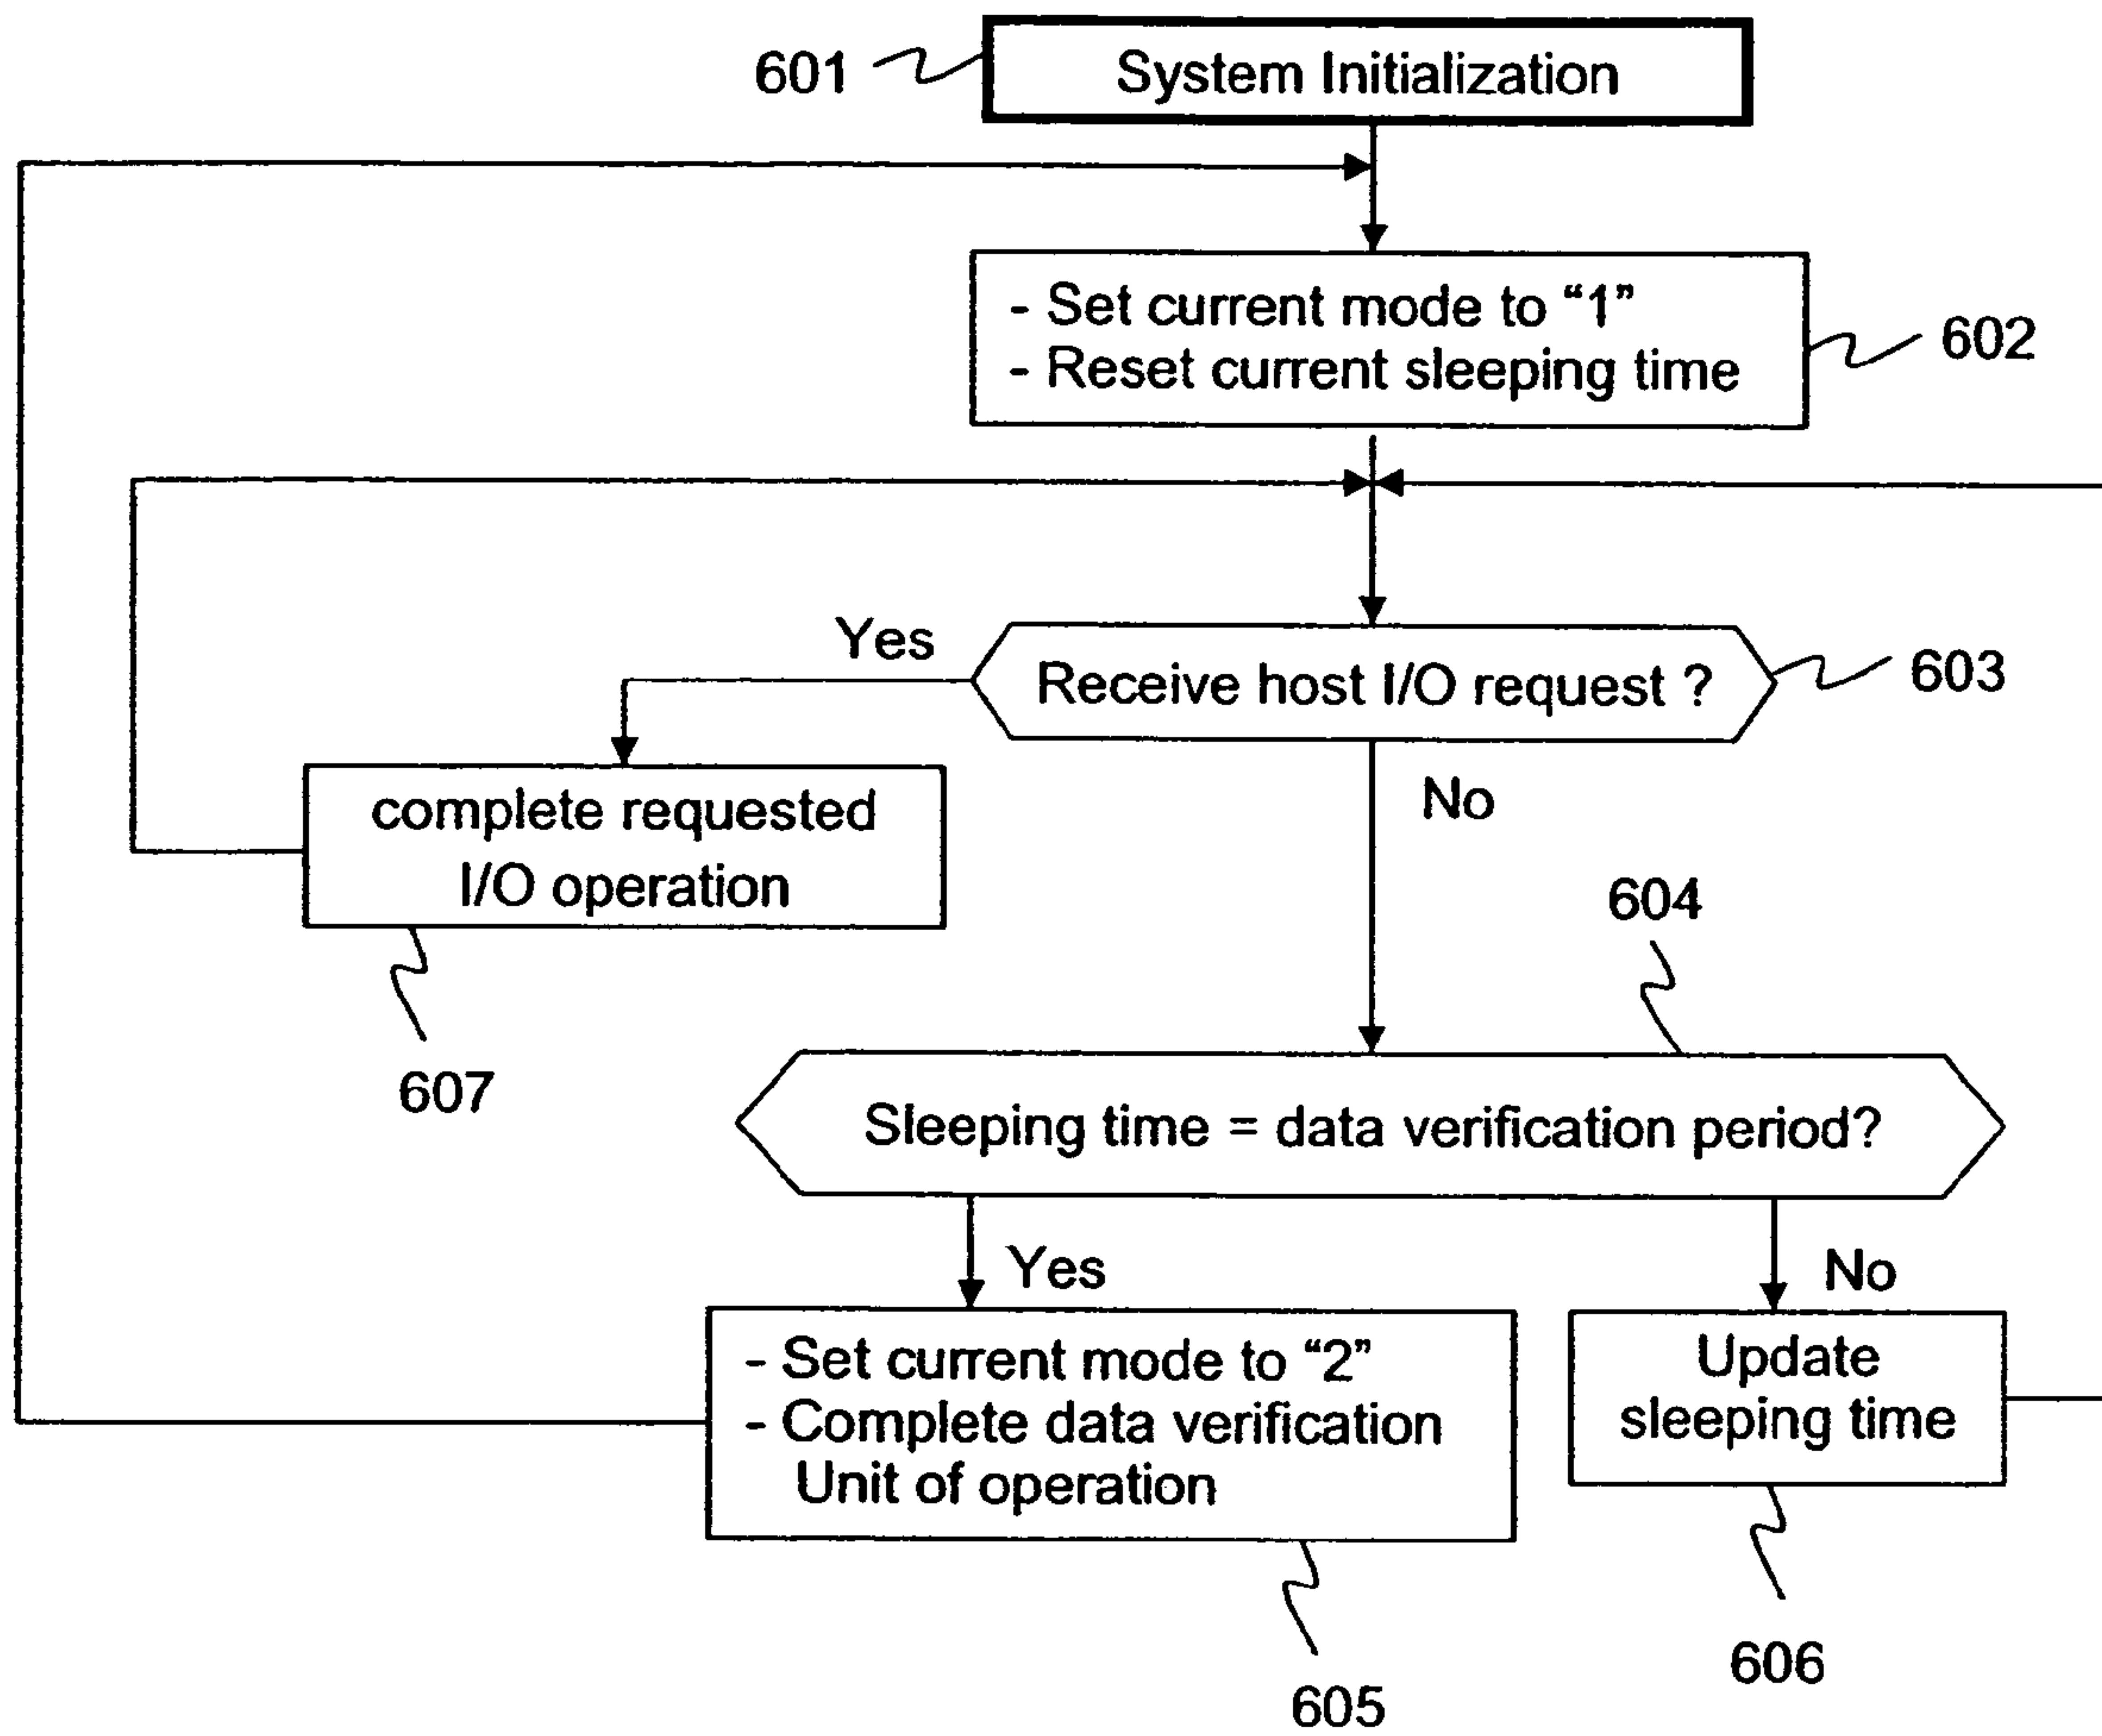 601
System Initialization
- Set current mode to “1”
- Reset current sleeping time
602
Yes
Receive host I/O request ?
603
No
complete requested
I/O operation
607
604
Sleeping time = data verification period?
Yes
No
- Set current mode to “2”
- Complete data verification
Unit of operation
605
Update
sleeping time
606